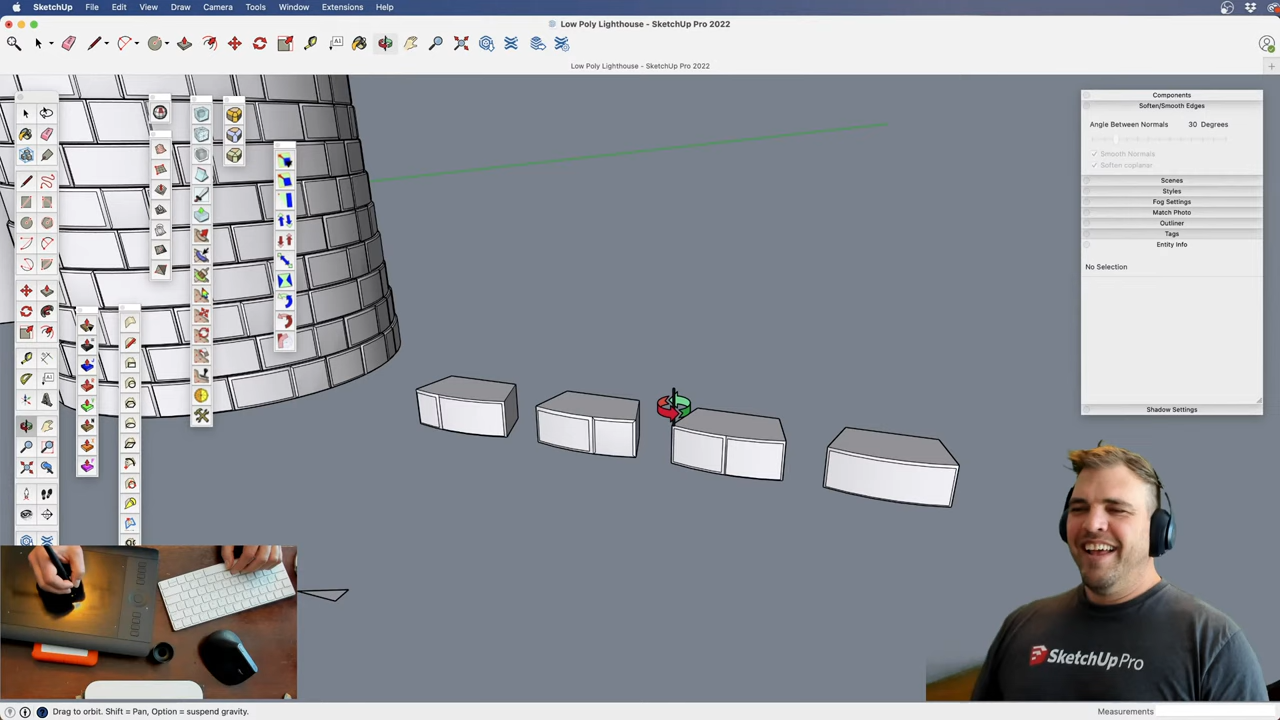 SketchUp File Edit View Draw Camera Tools Window Extensions Help
Low Poly Lighthouse - SketchUp Pro 2022
Low Poly Lighthouse - SketchUp Pro 2022
Components
Soften/Smooth Edges
Angle Between Normals 30 Degrees
Smooth Normals
Soften coplanar
Scenes
Styles
Fog Settings
Match Photo
Outliner
Tags
Entity Info
No Selection
Shadow Settings
SketchUp Pro
Drag to orbit. Shift = Pan, Option = suspend gravity.
Measurements